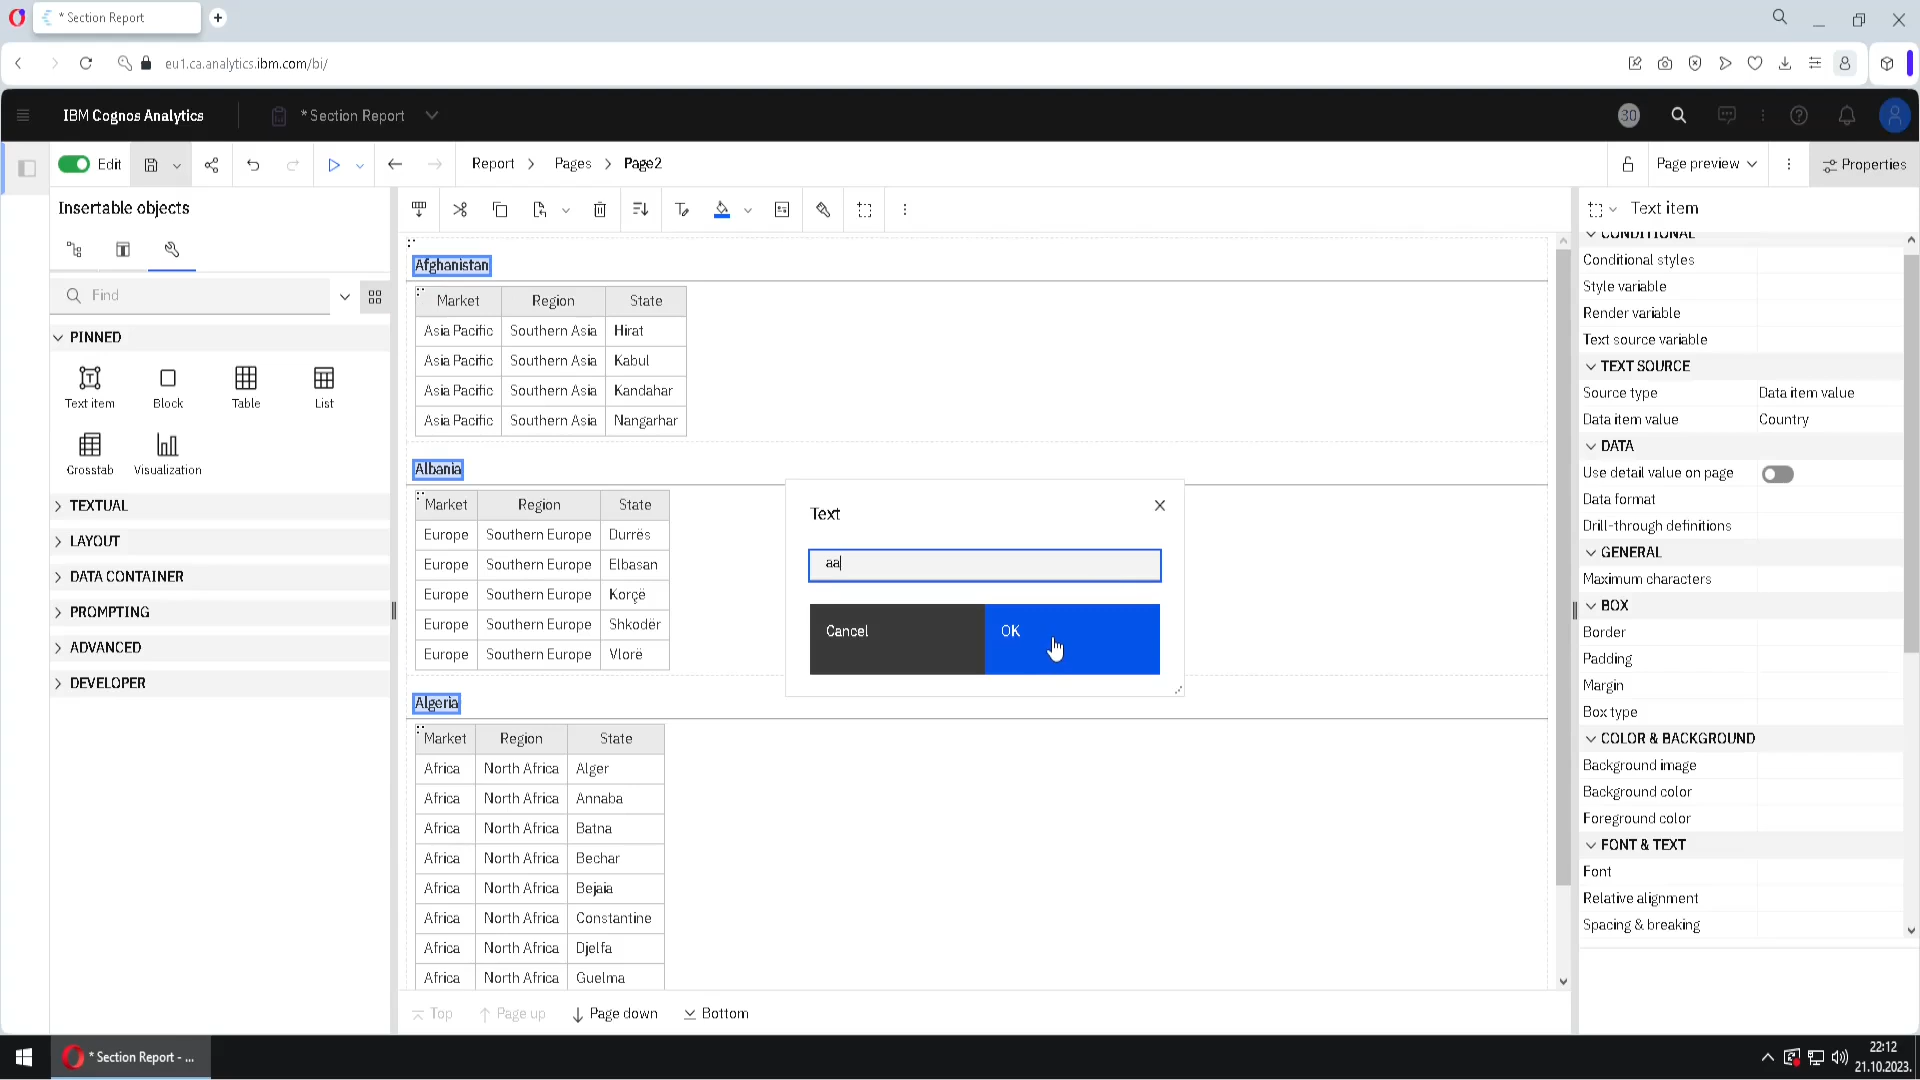 * Section Report
eu1.ca.analytics.ibm.com/bi/
IBM Cognos Analytics
* Section Report
30
Edit
Report
Pages
Page2
Page preview
Properties
Insertable objects
Find
PINNED
Text item
Block
Table
List
Crosstab
Visualization
TEXTUAL
LAYOUT
DATA CONTAINER
PROMPTING
ADVANCED
DEVELOPER
Afghanistan
Market Region State
Asia Pacific Southern Asia Hirat
Asia Pacific Southern Asia Kabul
Asia Pacific Southern Asia Kandahar
Asia Pacific Southern Asia Nangarhar
Albania
Market Region State
Europe Southern Europe Durrës
Europe Southern Europe Elbasan
Europe Southern Europe Korçë
Europe Southern Europe Shkodër
Europe Southern Europe Vlorë
Algeria
Market Region State
Africa North Africa Alger
Africa North Africa Annaba
Africa North Africa Batna
Africa North Africa Bechar
Africa North Africa Bejaia
Africa North Africa Constantine
Africa North Africa Djelfa
Africa North Africa Guelma
Top
Page up
Page down
Bottom
Text
aa
Cancel
OK
Text item
CONDITIONAL
Conditional styles
Style variable
Render variable
Text source variable
TEXT SOURCE
Source type Data item value
Data item value Country
DATA
Use detail value on page
Data format
Drill-through definitions
GENERAL
Maximum characters
BOX
Border
Padding
Margin
Box type
COLOR & BACKGROUND
Background image
Background color
Foreground color
FONT & TEXT
Font
Relative alignment
Spacing & breaking
* Section Report - ...
22:12
21.10.2023.